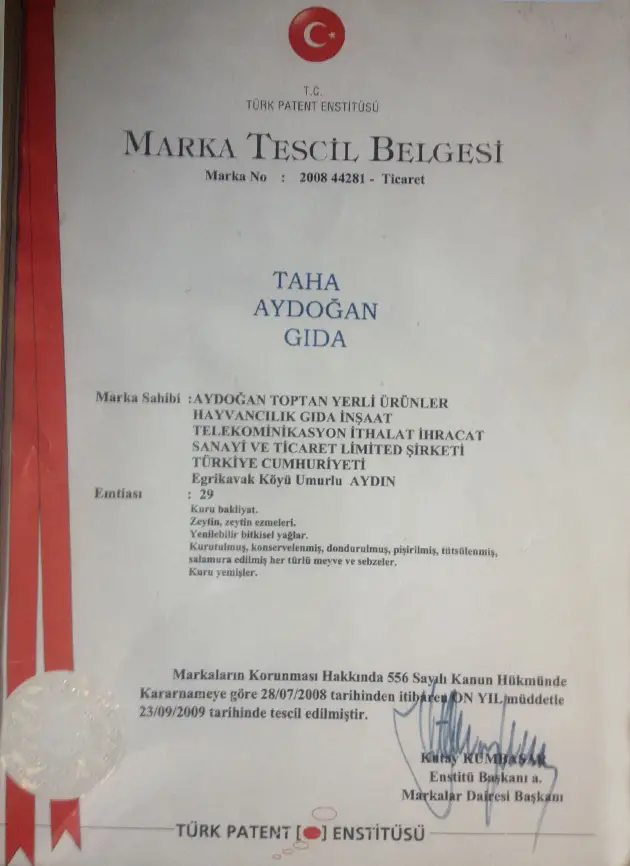 T.C.
TÜRK PATENT ENSTİTÜSÜ
MARKA TESCİL BELGESİ
Marka No : 2008 44281 - Ticaret
TAHA
AYDOĞAN
GIDA
Marka Sahibi :AYDOĞAN TOPTAN YERLİ ÜRÜNLER
HAYVANCILIK GIDA İNŞAAT
TELEKOMİNİKASYON İTHALAT İHRACAT
SANAYİ VE TİCARET LİMİTED ŞİRKETİ
TÜRKİYE CUMHURİYETİ
Egrikavak Köyü Umurlu AYDIN
Emtiası : 29
Kuru bakliyat.
Zeytin, zeytin ezmeleri.
Yenilebilir bitkisel yağlar.
Kurutulmuş, konservelenmiş, dondurulmuş, pişirilmiş, tütsülenmiş,
salamura edilmiş her türlü meyve ve sebzeler.
Kuru yemişler.
Markaların Korunması Hakkında 556 Sayılı Kanun Hükmünde
Kararnameye göre 28/07/2008 tarihinden itibaren ON YIL müddetle
23/09/2009 tarihinde tescil edilmiştir.
Kutay KUMBASAR
Enstitü Başkanı a.
Markalar Dairesi Başkanı
TÜRK PATENT [ ] ENSTİTÜSÜ